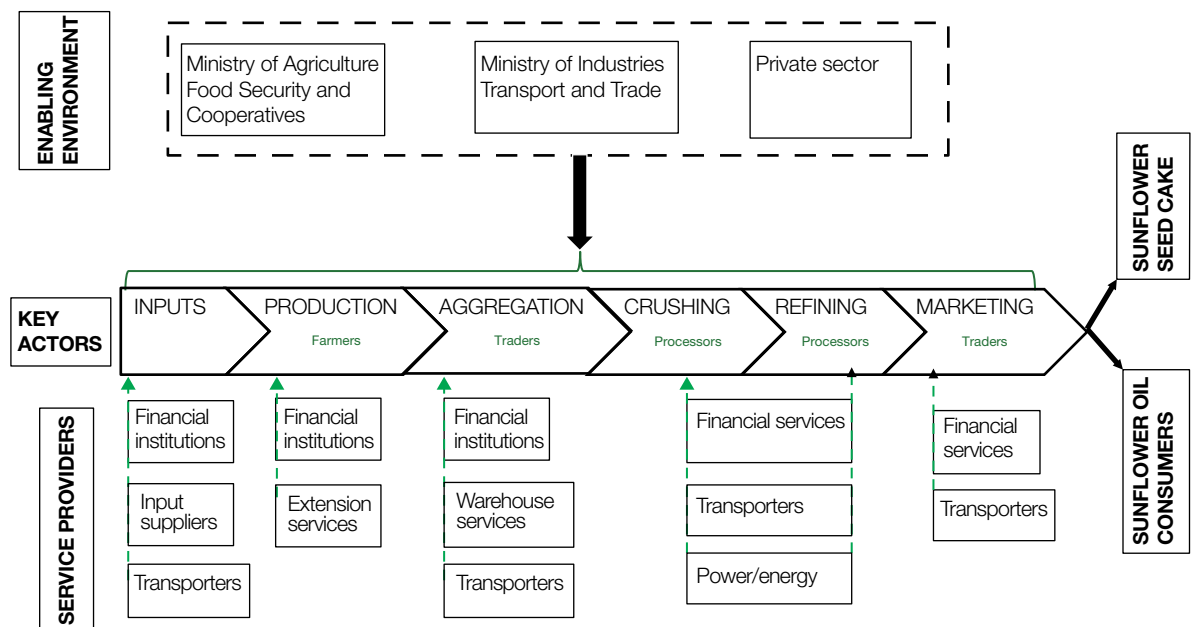 ENABLING
ENVIRONMENT
Ministry of Agriculture
Food Security and
Cooperatives
Ministry of Industries
Transport and Trade
Private sector
SUNFLOWER
SEED CAKE
KEY
ACTORS
INPUTS
PRODUCTION
Farmers
AGGREGATION
Traders
CRUSHING
Processors
REFINING
Processors
MARKETING
Traders
SUNFLOWER OIL
CONSUMERS
SERVICE PROVIDERS
Financial
institutions
Input
suppliers
Transporters
Financial
institutions
Extension
services
Financial
institutions
Warehouse
services
Transporters
Financial services
Transporters
Power/energy
Financial
services
Transporters